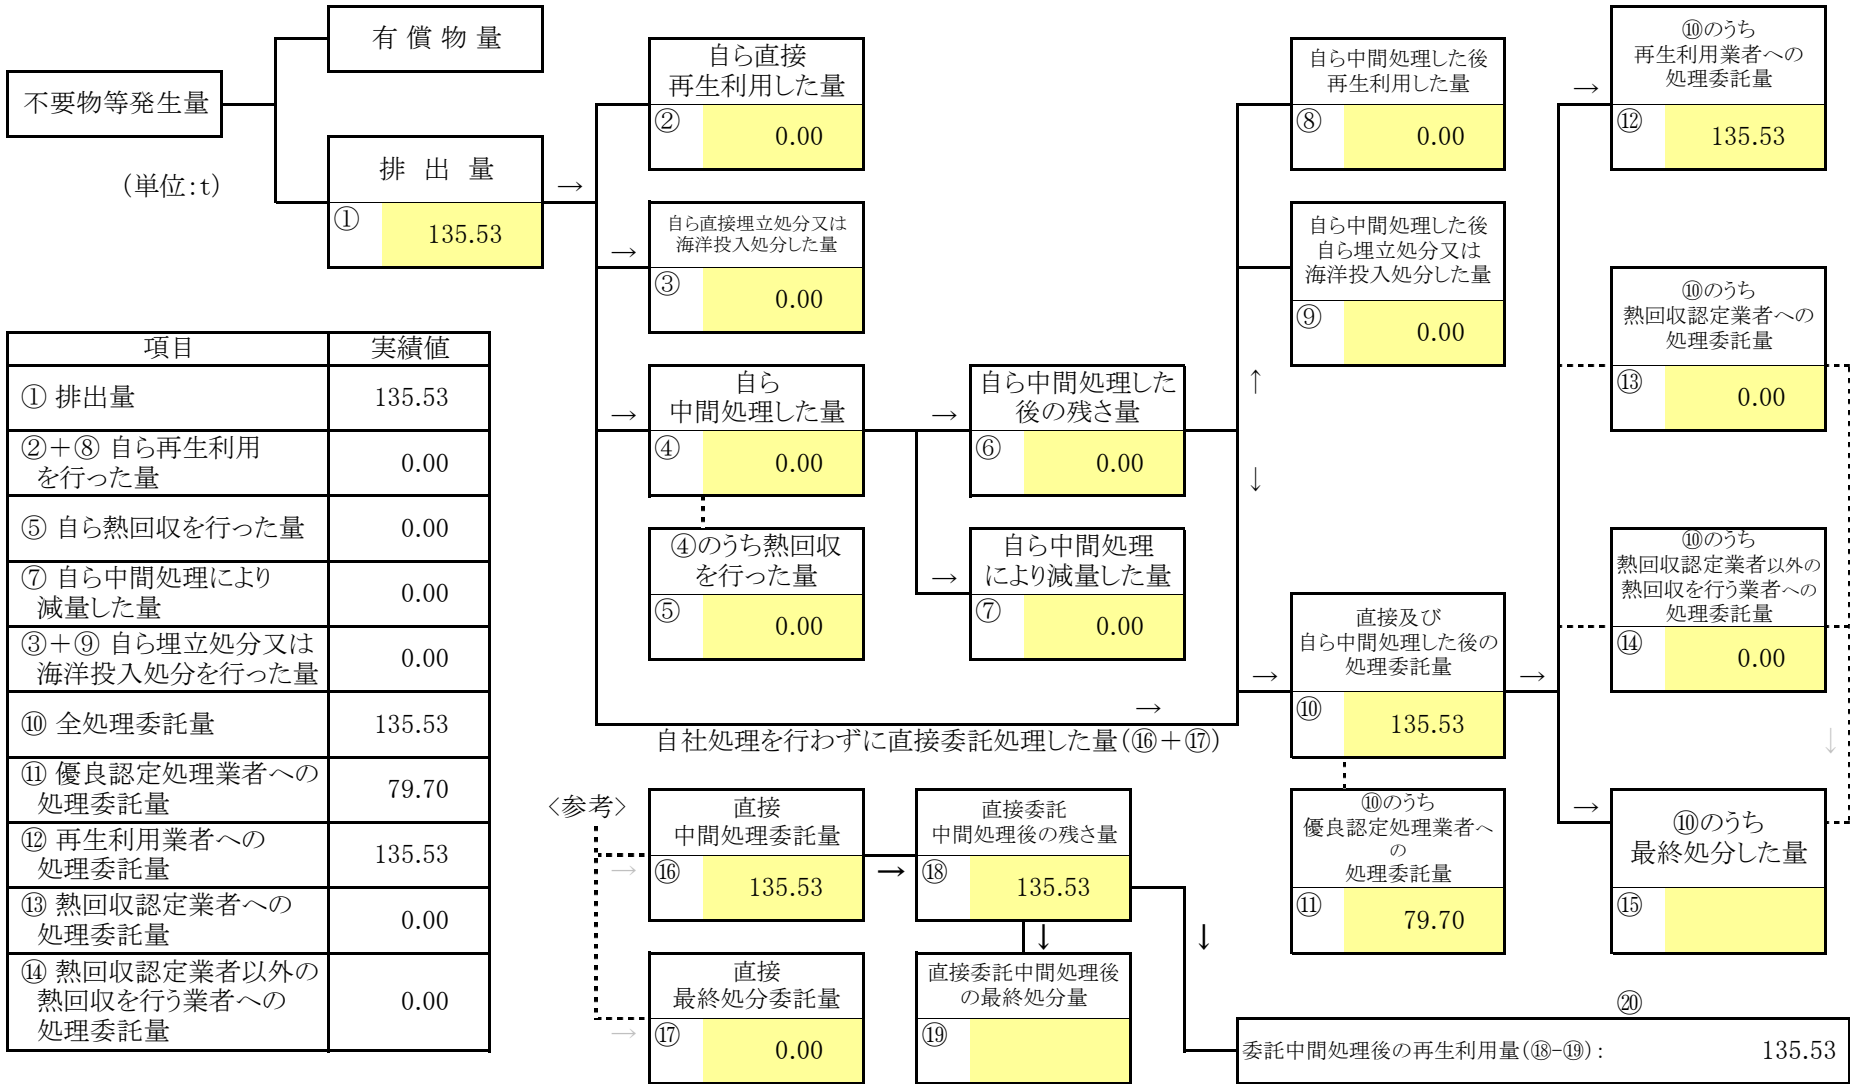 不要物等発生量
(単位:t)
有 償 物 量
排 出 量
①
135.53
→
自ら直接
再生利用した量
②
0.00
→
自ら直接埋立処分又は
海洋投入処分した量
③
0.00
→
自ら
中間処理した量
④
0.00
④のうち熱回収
を行った量
⑤
0.00
→
自ら中間処理した
後の残さ量
⑥
0.00
→
自ら中間処理
により減量した量
⑦
0.00
↑
↓
自ら中間処理した後
再生利用した量
⑧
0.00
自ら中間処理した後
自ら埋立処分又は
海洋投入処分した量
⑨
0.00
→
自社処理を行わずに直接委託処理した量(⑯+⑰)
→
直接及び
自ら中間処理した後の
処理委託量
⑩
135.53
→
⑩のうち
優良認定処理業者へ
の
処理委託量
⑪
79.70
→
⑩のうち
再生利用業者への
処理委託量
⑫
135.53
⑩のうち
熱回収認定業者への
処理委託量
⑬
0.00
⑩のうち
熱回収認定業者以外の
熱回収を行う業者への
処理委託量
⑭
0.00
↓
→
⑩のうち
最終処分した量
⑮
項目 実績値
① 排出量 135.53
②+⑧ 自ら再生利用
を行った量 0.00
⑤ 自ら熱回収を行った量 0.00
⑦ 自ら中間処理により
減量した量 0.00
③+⑨ 自ら埋立処分又は
海洋投入処分を行った量 0.00
⑩ 全処理委託量 135.53
⑪ 優良認定処理業者への
処理委託量 79.70
⑫ 再生利用業者への
処理委託量 135.53
⑬ 熱回収認定業者への
処理委託量 0.00
⑭ 熱回収認定業者以外の
熱回収を行う業者への
処理委託量 0.00
〈参考〉
→
直接
中間処理委託量
⑯
135.53
→
直接委託
中間処理後の残さ量
⑱
135.53
↓
↓
→
直接
最終処分委託量
⑰
0.00
直接委託中間処理後
の最終処分量
⑲
⑳
委託中間処理後の再生利用量(⑱-⑲): 135.53